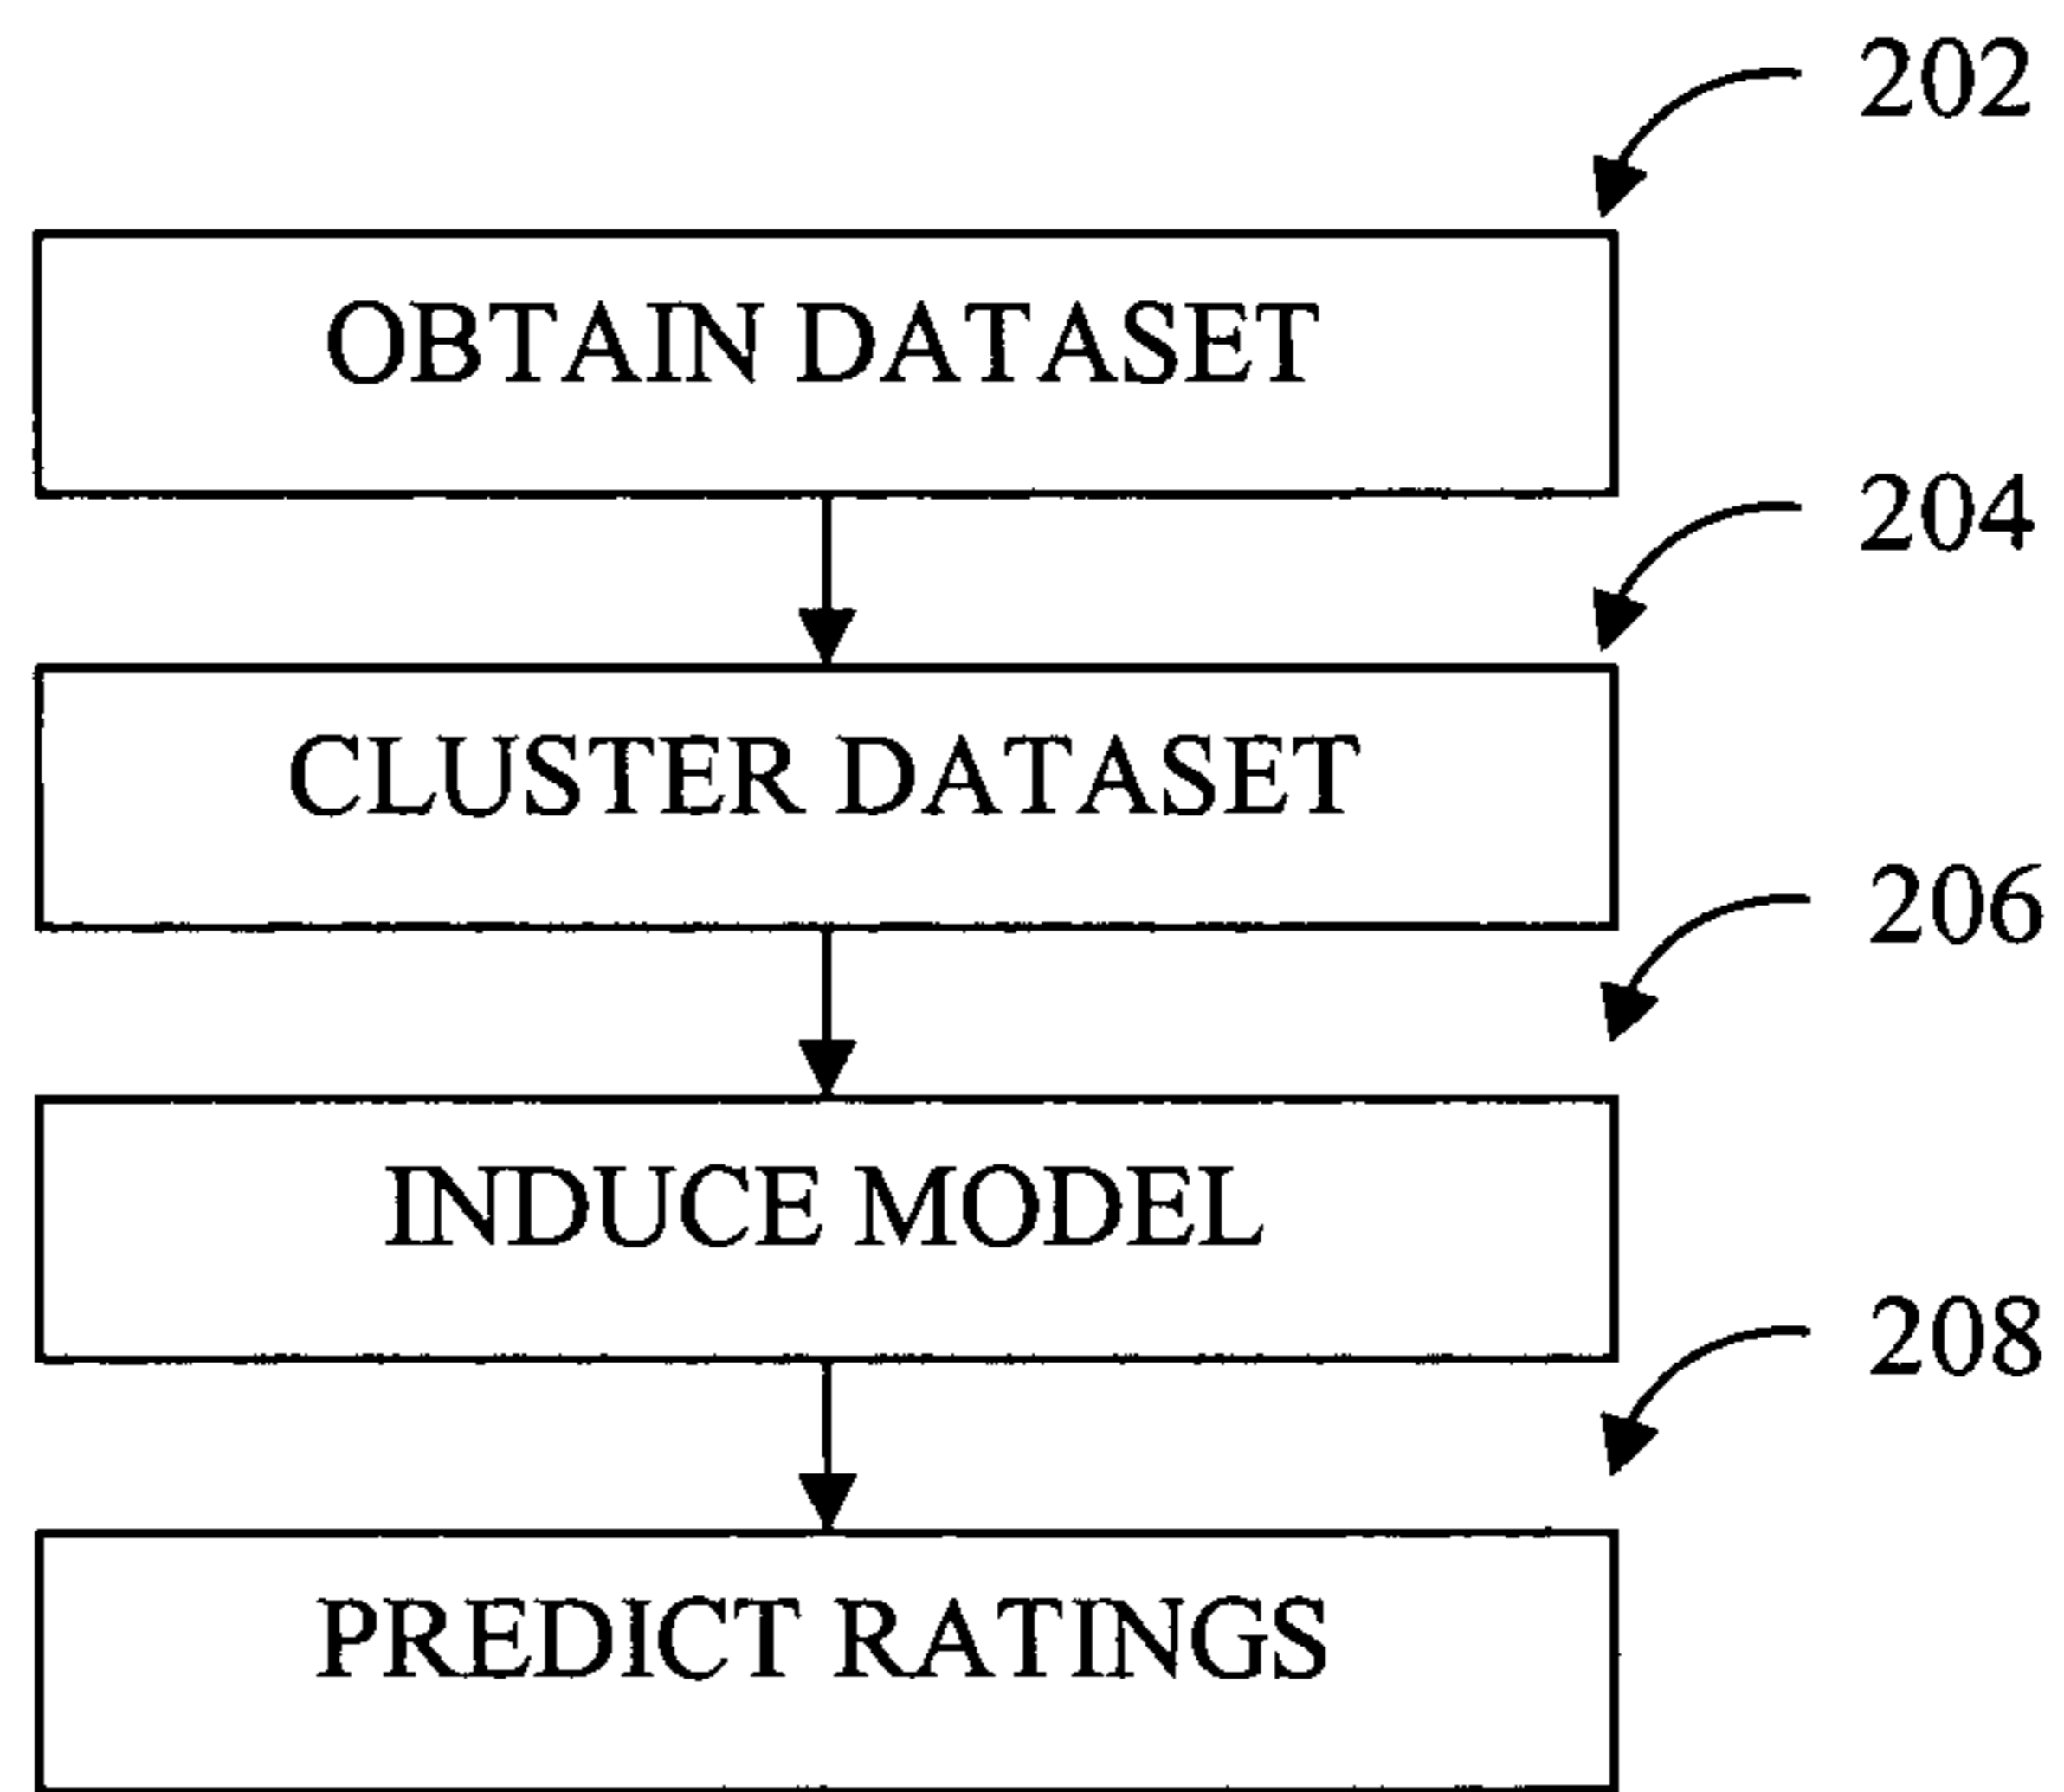 202
OBTAIN DATASET
204
CLUSTER DATASET
206
INDUCE MODEL
208
PREDICT RATINGS